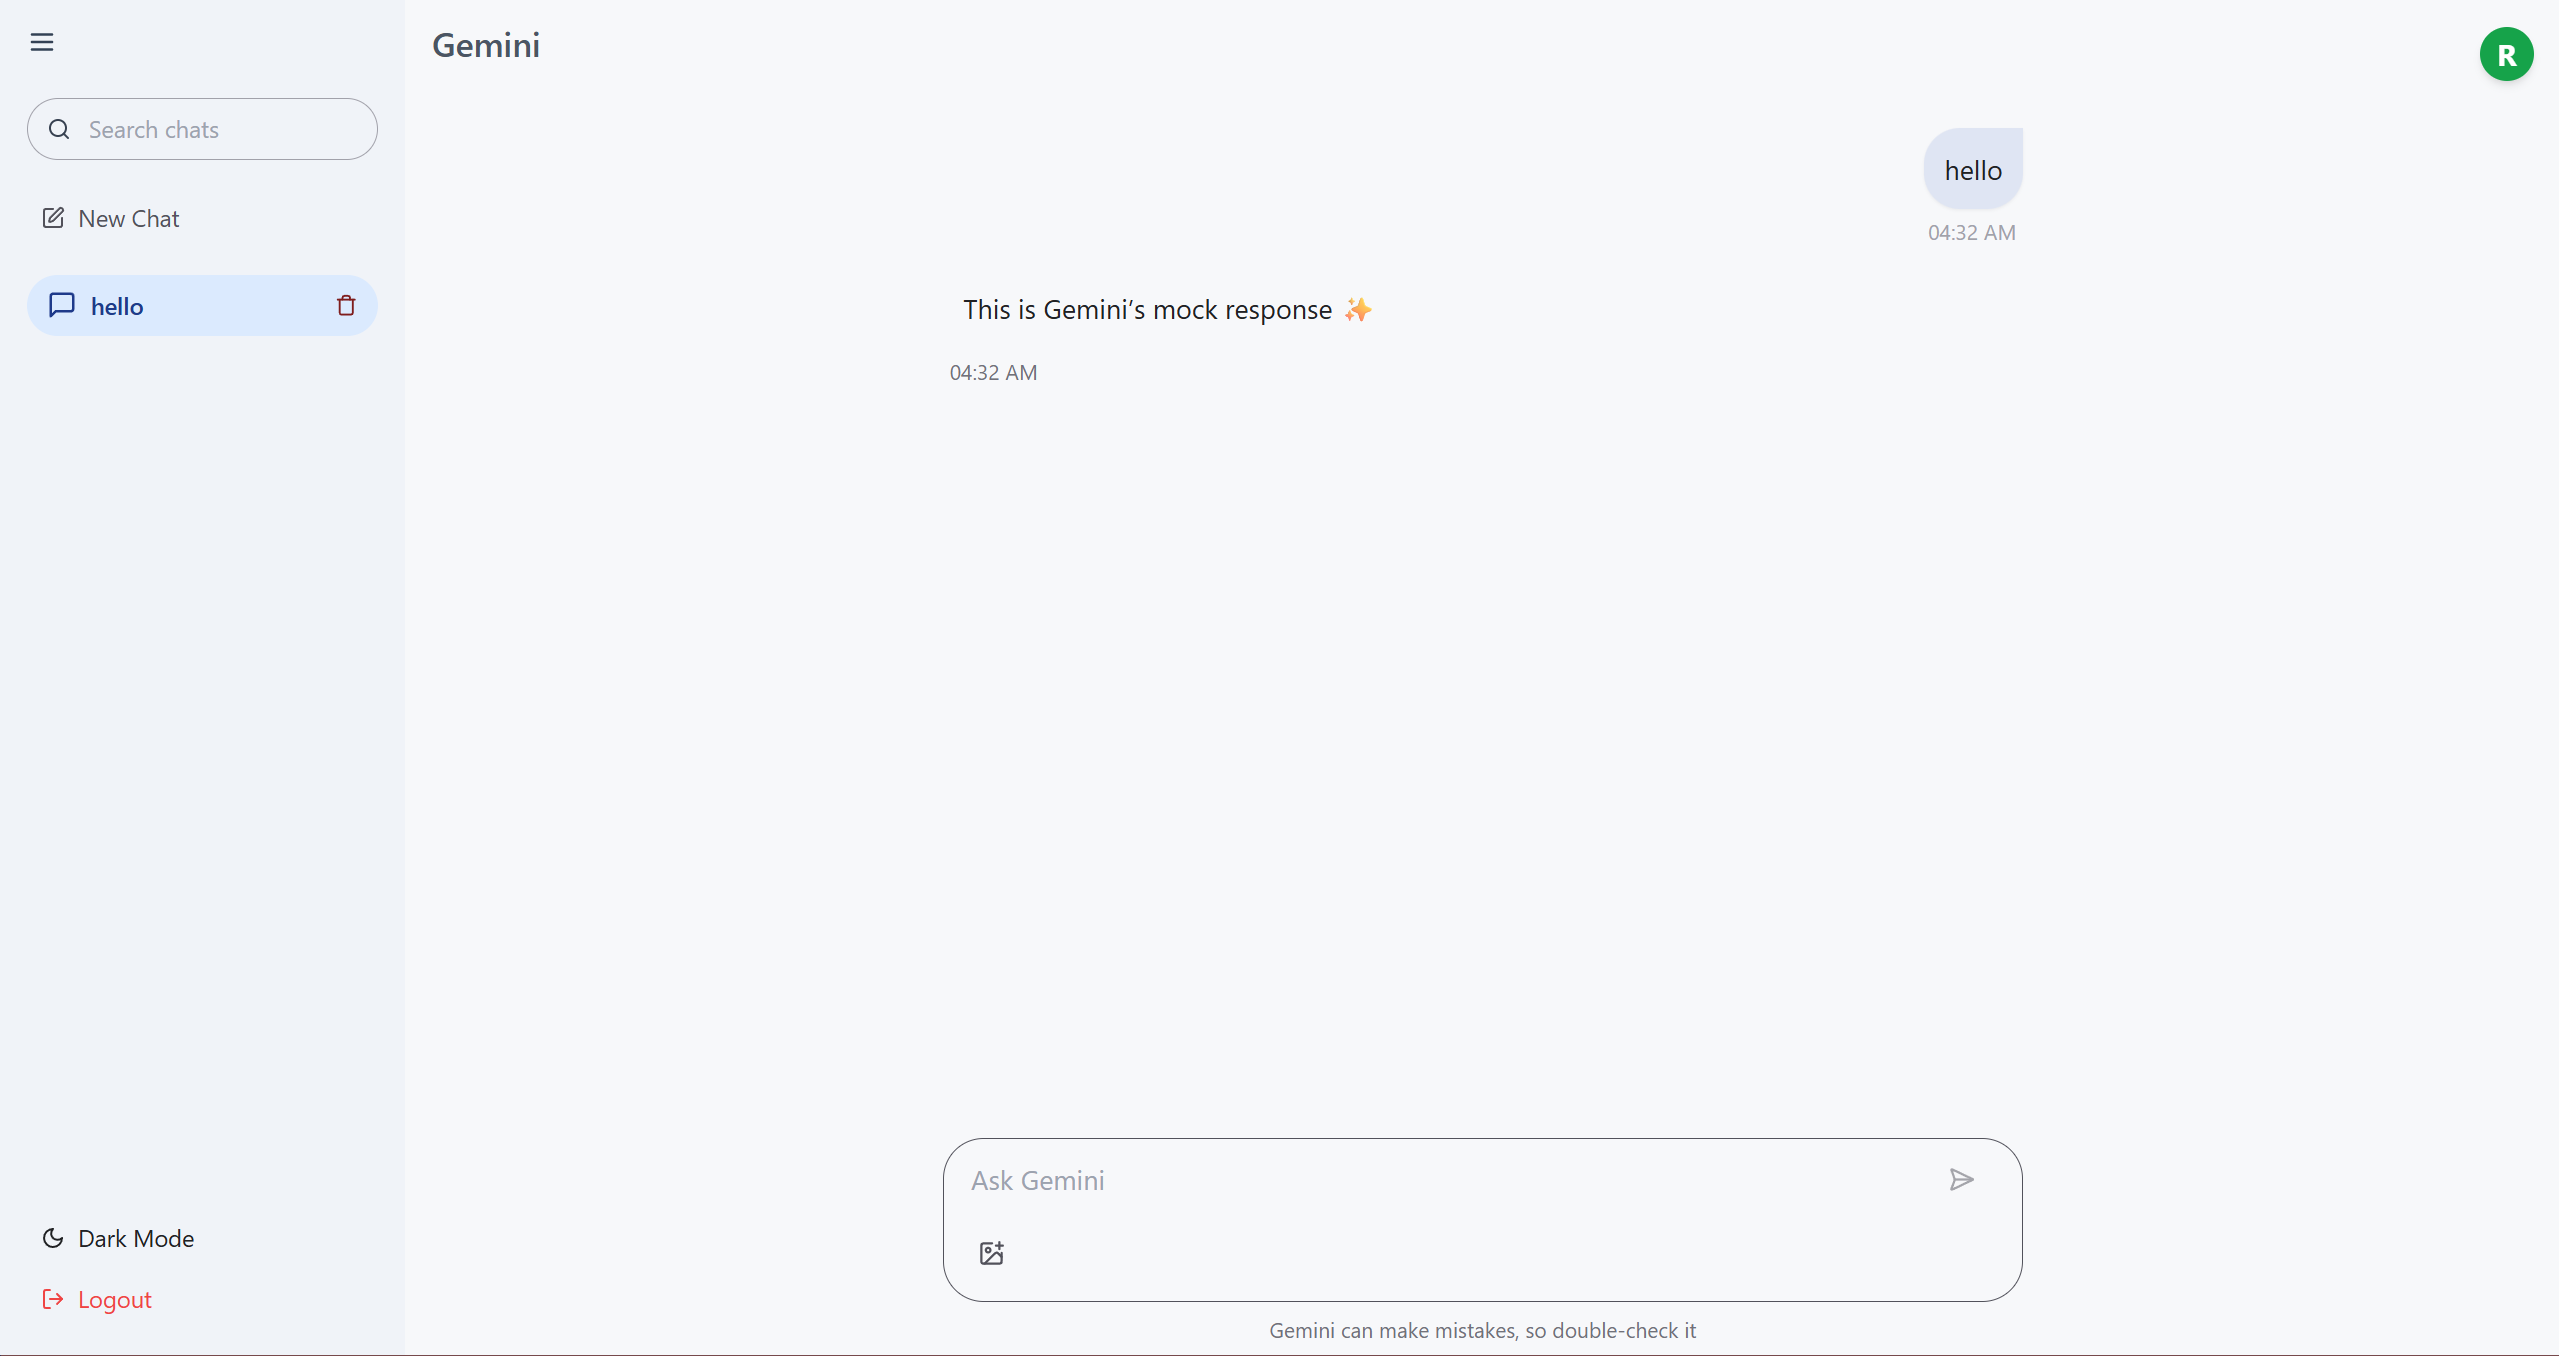 Gemini
R
Search chats
New Chat
hello
hello
04:32 AM
This is Gemini’s mock response ✨
04:32 AM
Ask Gemini
Dark Mode
Logout
Gemini can make mistakes, so double-check it